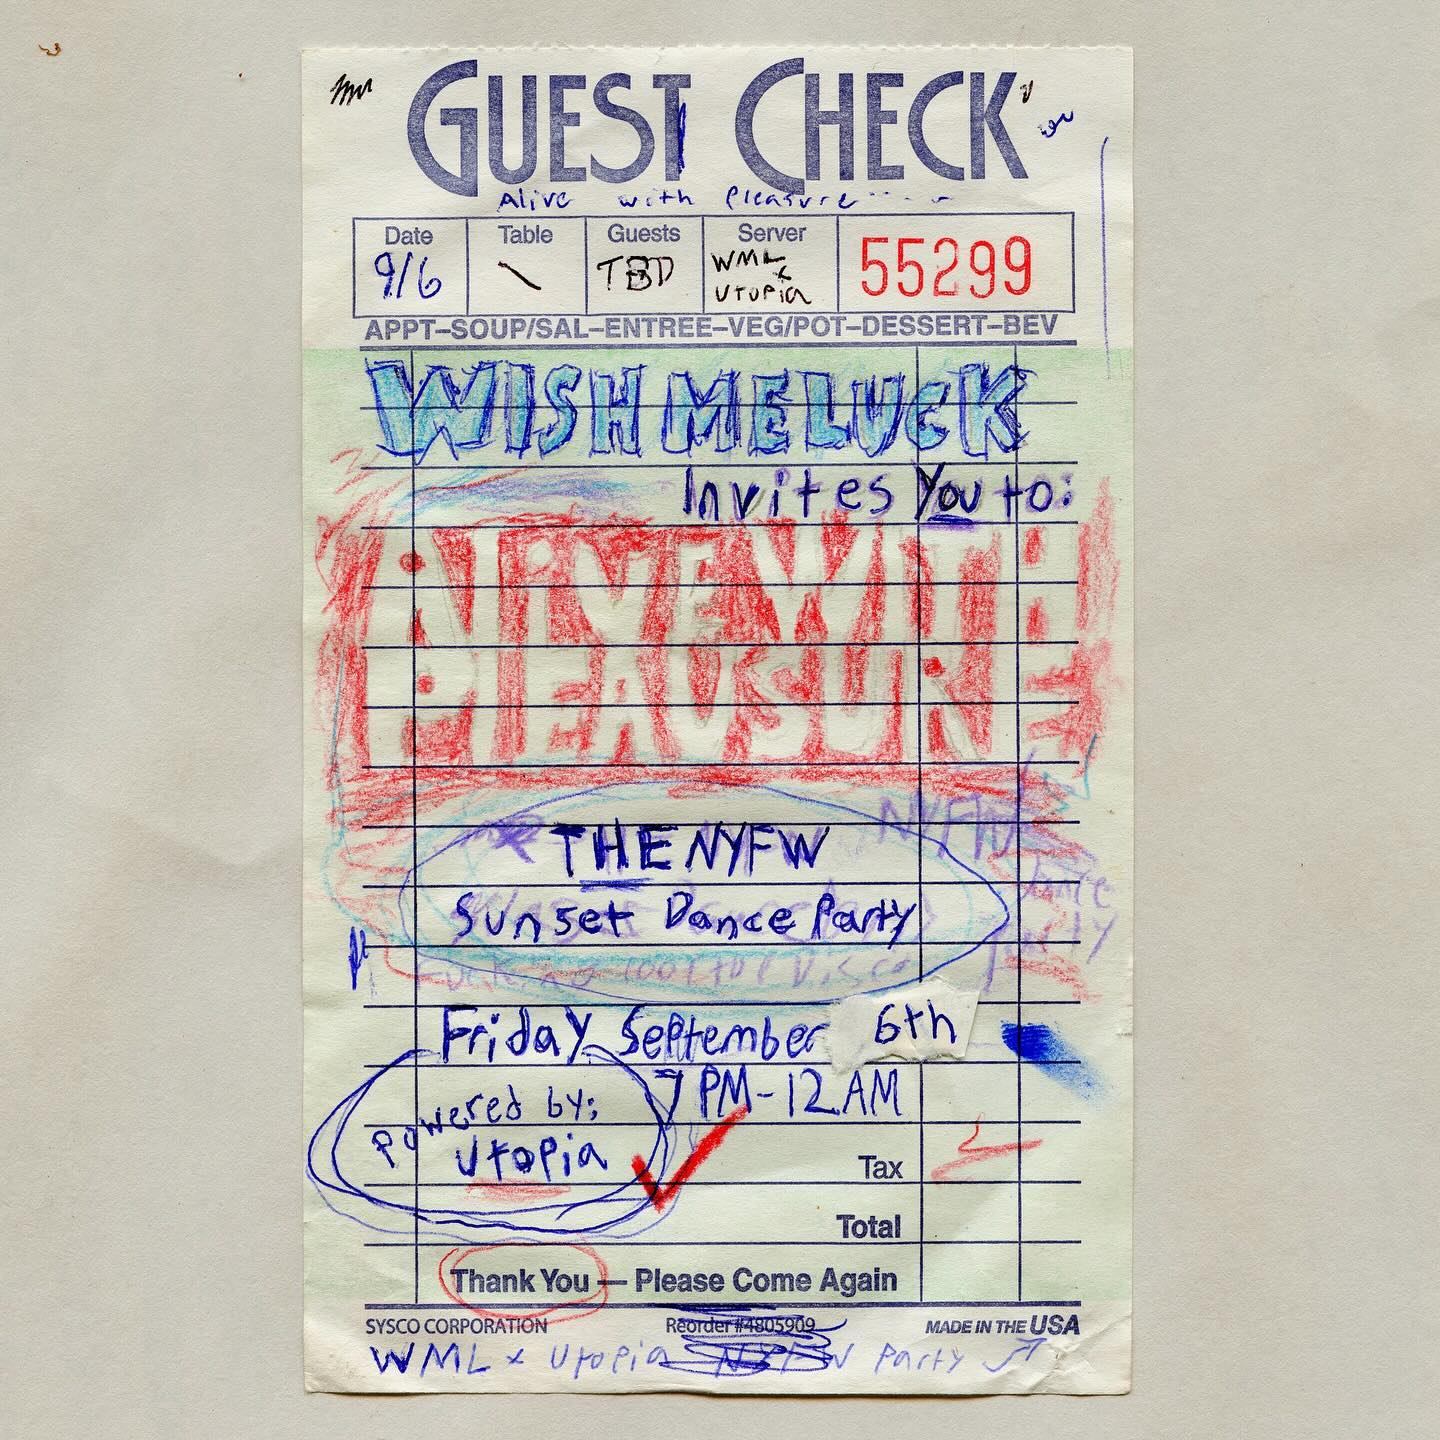 GUEST CHECK
Alive with Pleasure
Date Table Guests Server
9/6 \ TBD WML x UTOPIA 55299
APPT–SOUP/SAL–ENTREE–VEG/POT–DESSERT–BEV
WISH ME LUCK
Invites You to:
ALIVE WITH
PLEASURE
NYFW
THE NYFW
Sunset Dance Party
Friday September 6th
7 PM-12 AM
Powered by:
Utopia
Tax
Total
Thank You — Please Come Again
SYSCO CORPORATION Reorder #4805909 MADE IN THE USA
WML x Utopia NYFW Party